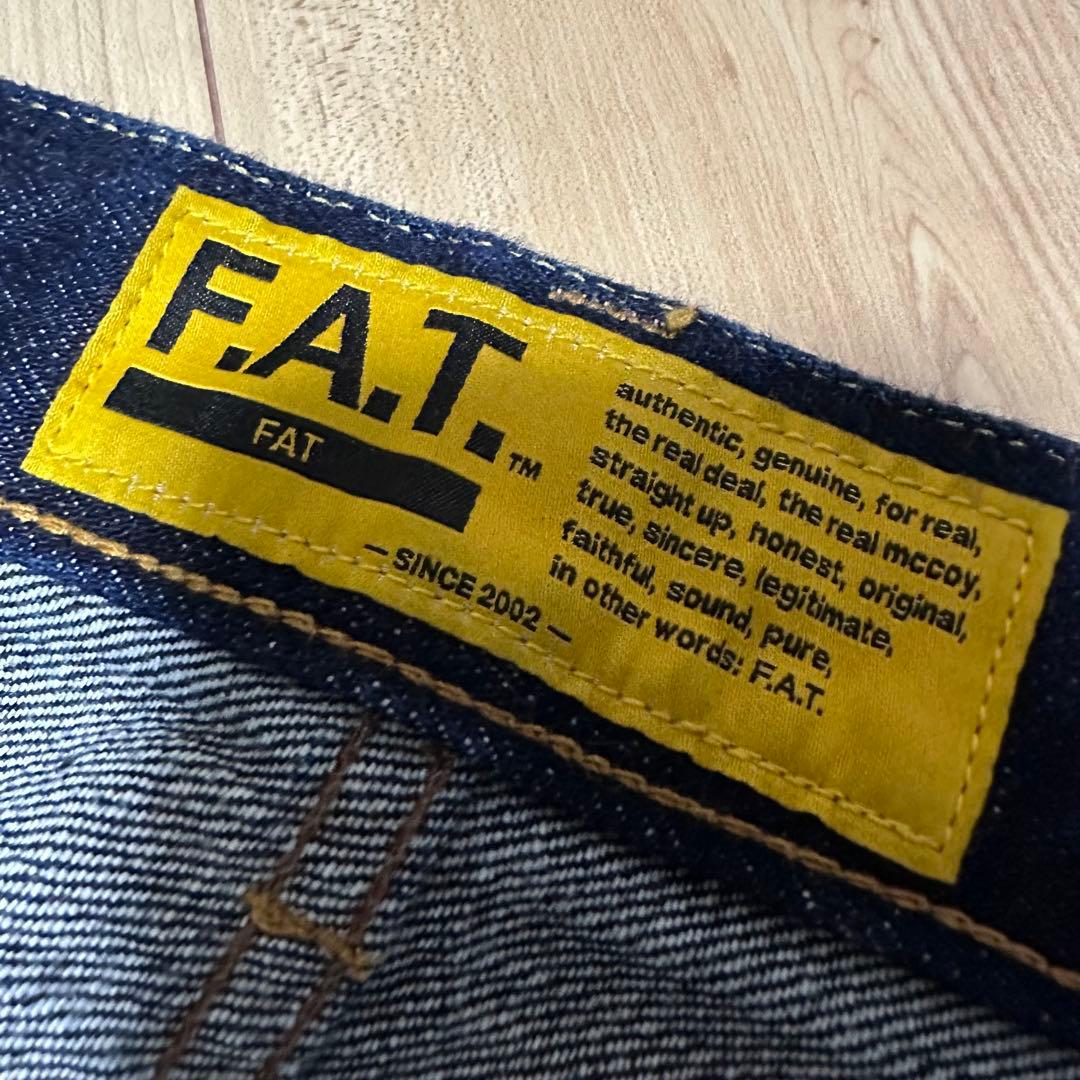 F.A.T.™
FAT
— SINCE 2002 —
authentic, genuine, for real,
the real deal, the real mccoy,
straight up, honest, original,
true, sincere, legitimate,
faithful, sound, pure,
in other words: F.A.T.